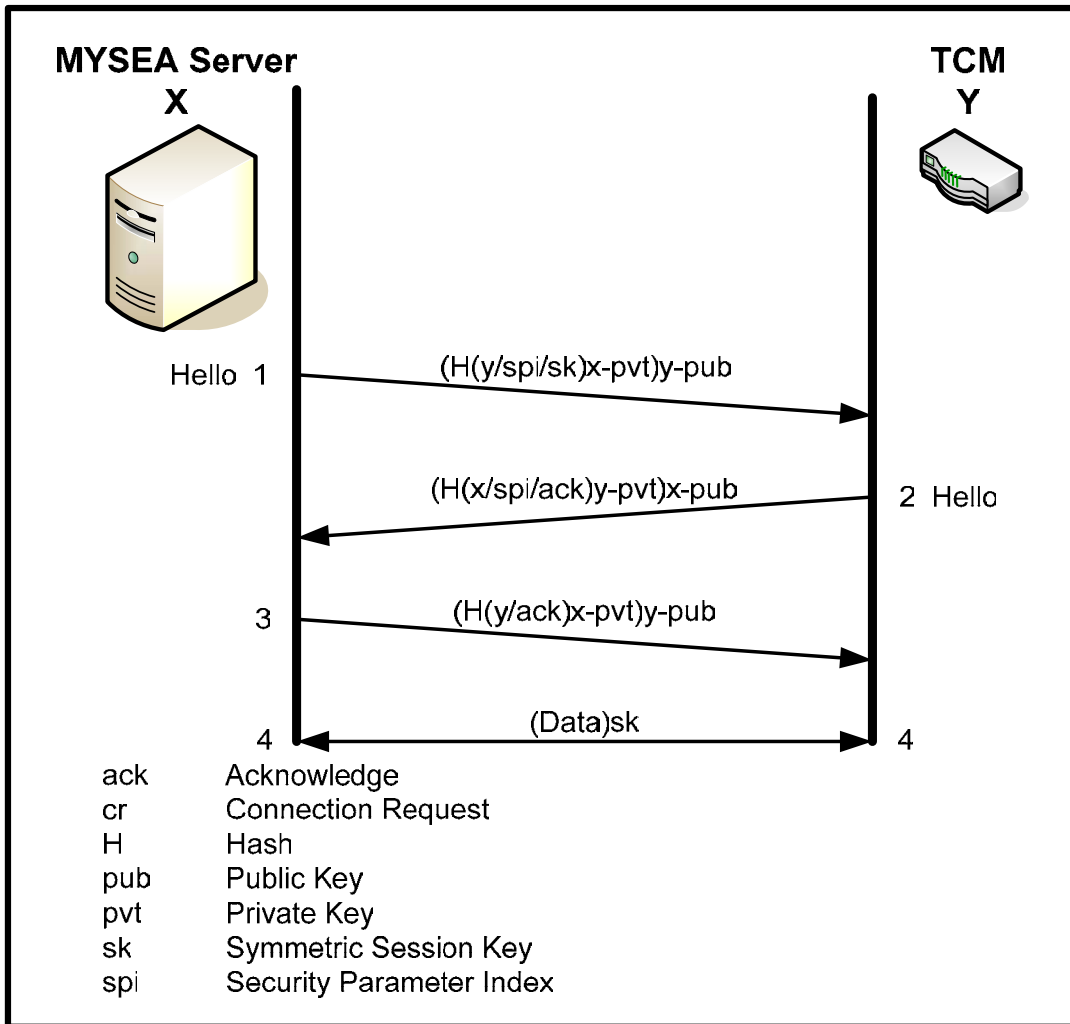 MYSEA Server
X
TCM
Y
Hello 1
(H(y/spi/sk)x-pvt)y-pub
(H(x/spi/ack)y-pvt)x-pub
2 Hello
3
(H(y/ack)x-pvt)y-pub
(Data)sk
4
4
ack Acknowledge
cr Connection Request
H Hash
pub Public Key
pvt Private Key
sk Symmetric Session Key
spi Security Parameter Index